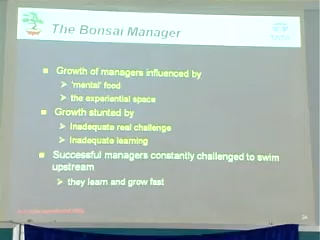 The Bonsai Manager
TATA
Growth of managers influenced by
'mental' food
the experiential space
Growth stunted by
Inadequate real challenge
Inadequate learning
Successful managers constantly challenged to swim
upstream
they learn and grow fast